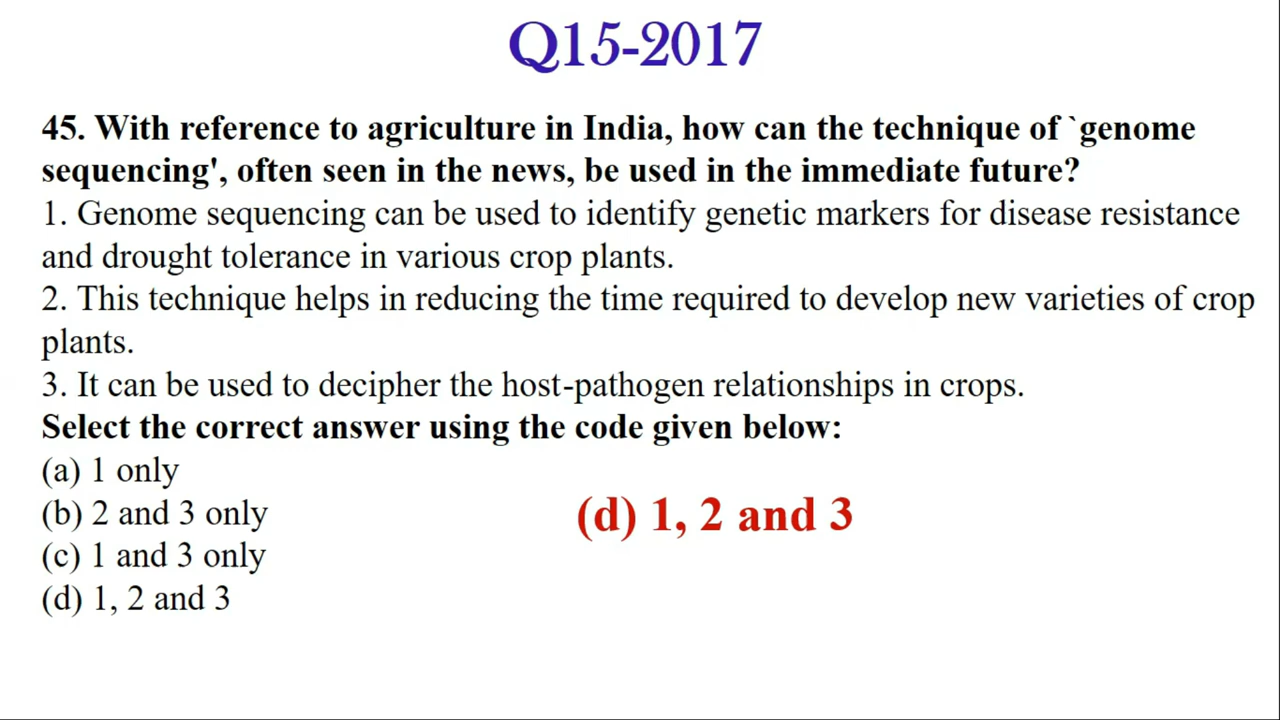 Q15-2017
45. With reference to agriculture in India, how can the technique of `genome
sequencing', often seen in the news, be used in the immediate future?
1. Genome sequencing can be used to identify genetic markers for disease resistance
and drought tolerance in various crop plants.
2. This technique helps in reducing the time required to develop new varieties of crop
plants.
3. It can be used to decipher the host-pathogen relationships in crops.
Select the correct answer using the code given below:
(a) 1 only
(b) 2 and 3 only
(c) 1 and 3 only
(d) 1, 2 and 3
(d) 1, 2 and 3